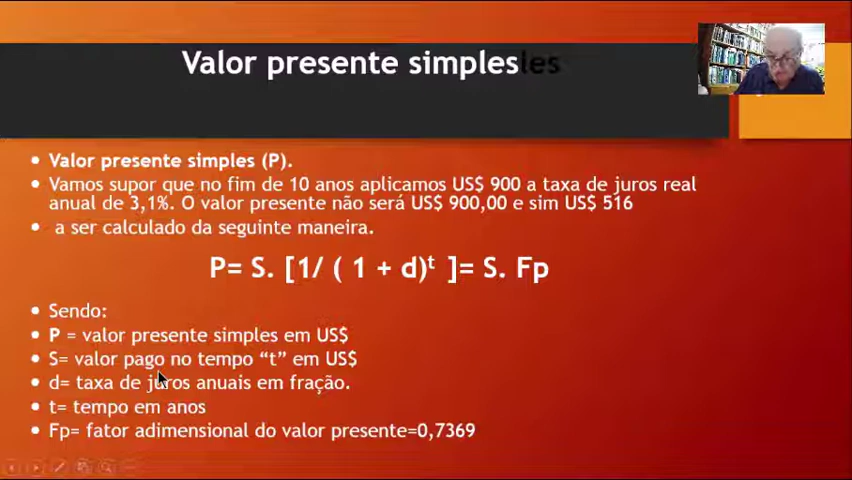 Valor presente simples
Valor presente simples (P).
Vamos supor que no fim de 10 anos aplicamos US$ 900 a taxa de juros real
anual de 3,1%. O valor presente não será US$ 900,00 e sim US$ 516
a ser calculado da seguinte maneira.
P= S. [1/ ( 1 + d)ᵗ ]= S. Fp
Sendo:
P = valor presente simples em US$
S= valor pago no tempo “t” em US$
d= taxa de juros anuais em fração.
t= tempo em anos
Fp= fator adimensional do valor presente=0,7369